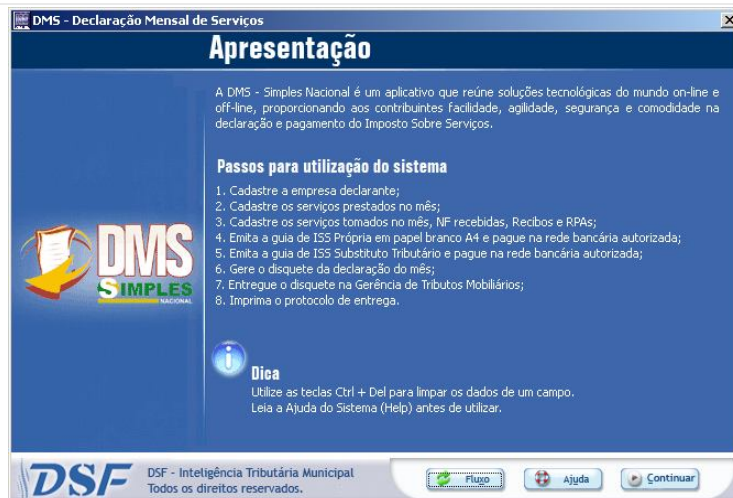 DMS - Declaração Mensal de Serviços
Apresentação
A DMS - Simples Nacional é um aplicativo que reúne soluções tecnológicas do mundo on-line e
off-line, proporcionando aos contribuintes facilidade, agilidade, segurança e comodidade na
declaração e pagamento do Imposto Sobre Serviços.
Passos para utilização do sistema
1. Cadastre a empresa declarante;
2. Cadastre os serviços prestados no mês;
3. Cadastre os serviços tomados no mês, NF recebidas, Recibos e RPAs;
4. Emita a guia de ISS Própria em papel branco A4 e pague na rede bancária autorizada;
5. Emita a guia de ISS Substituto Tributário e pague na rede bancária autorizada;
6. Gere o disquete da declaração do mês;
7. Entregue o disquete na Gerência de Tributos Mobiliários;
8. Imprima o protocolo de entrega.
DMS
SIMPLES
NACIONAL
Dica
Utilize as teclas Ctrl + Del para limpar os dados de um campo.
Leia a Ajuda do Sistema (Help) antes de utilizar.
DSF
DSF - Inteligência Tributária Municipal
Todos os direitos reservados.
Fluxo
Ajuda
Continuar